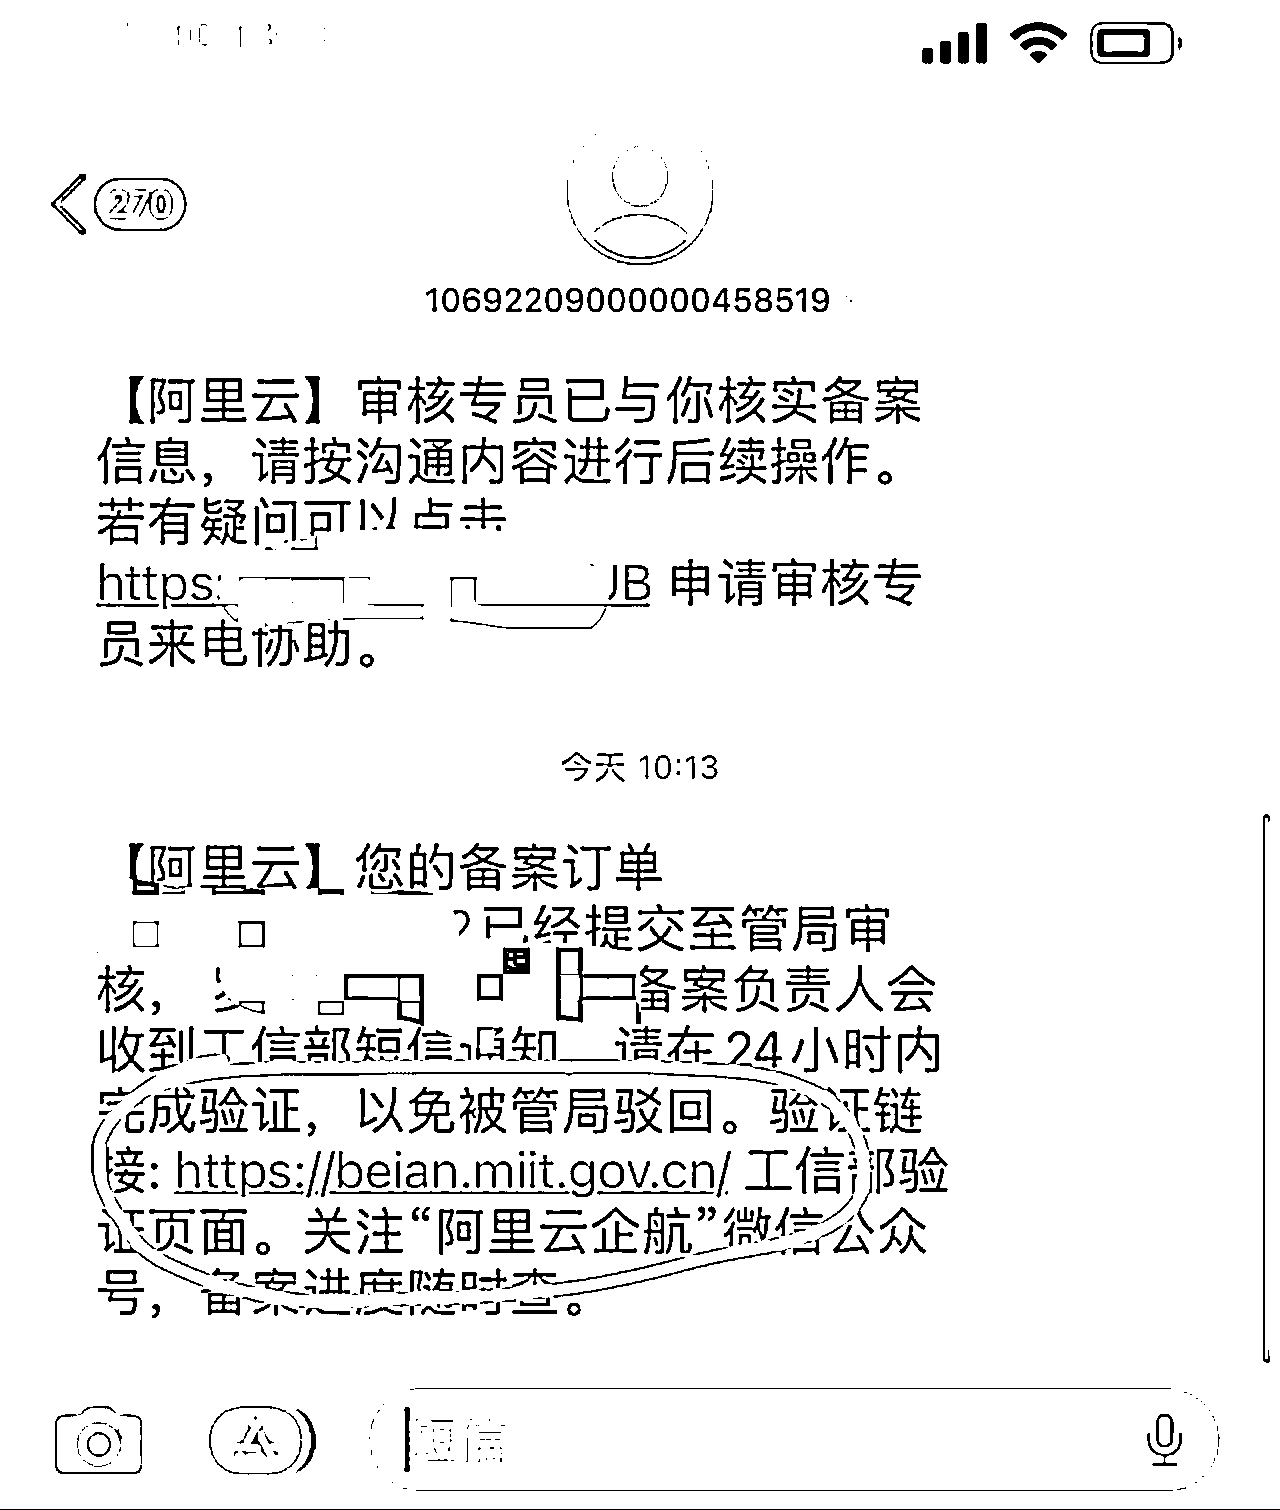 270
10692209000000458519
【阿里云】审核专员已与你核实备案
信息，请按沟通内容进行后续操作。
若有疑问可以点击
https: JB 申请审核专
员来电协助。
今天 10:13
【阿里云】您的备案订单
已经提交至管局审
核， 备案负责人会
收到工信部短信通知 请在24小时内
完成验证，以免被管局驳回。验证链
接: https://beian.miit.gov.cn/ 工信部验
证页面。关注“阿里云企航”微信公众
号，备案进度随时查。
短信